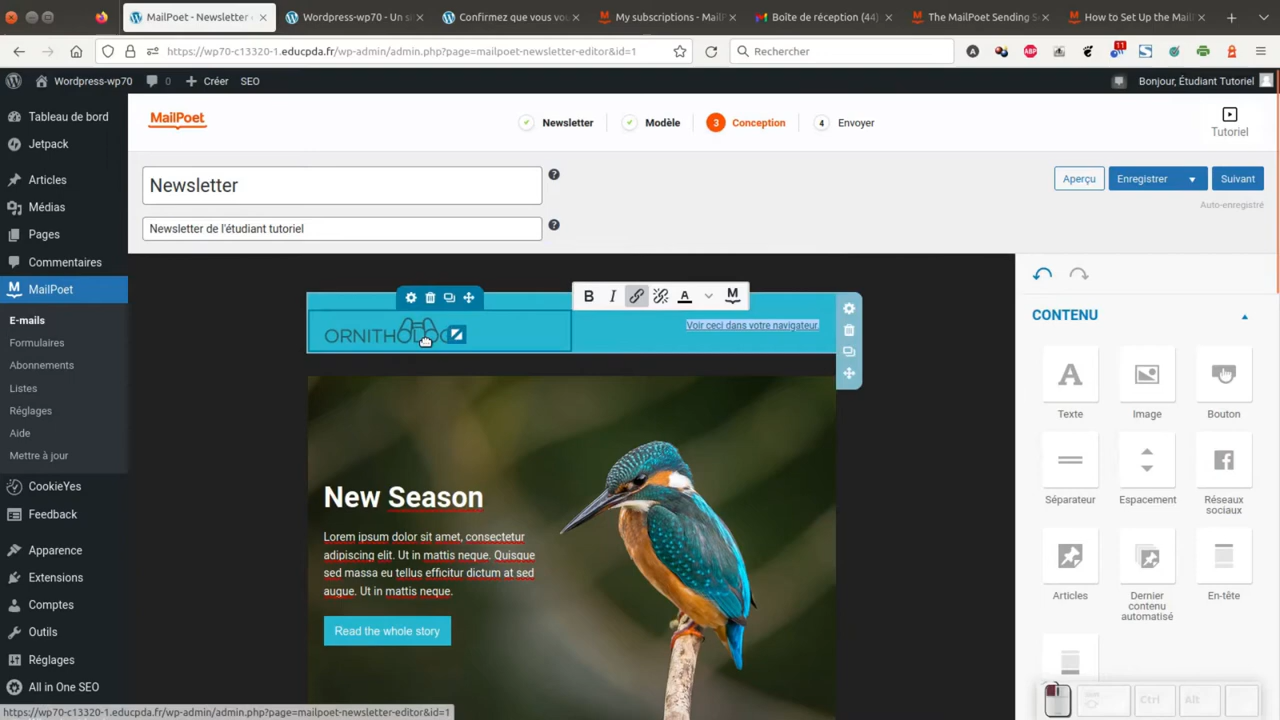 MailPoet - Newsletter
Wordpress-wp70 - Un s
Confirmez que vous vo
My subscriptions - MailP
Boîte de réception (44)
The MailPoet Sending S
How to Set Up the Mail
https://wp70-c13320-1.educpda.fr/wp-admin/admin.php?page=mailpoet-newsletter-editor&id=1
Rechercher
11
Wordpress-wp70
0
Créer
SEO
Bonjour, Étudiant Tutoriel
Tableau de bord
Jetpack
Articles
Médias
Pages
Commentaires
MailPoet
E-mails
Formulaires
Abonnements
Listes
Réglages
Aide
Mettre à jour
CookieYes
Feedback
Apparence
Extensions
Comptes
Outils
Réglages
All in One SEO
MailPoet
Newsletter
Modèle
3 Conception
4 Envoyer
Tutoriel
Newsletter
Newsletter de l'étudiant tutoriel
Aperçu
Enregistrer
Suivant
Auto-enregistré
B I A M
Voir ceci dans votre navigateur
New Season
Lorem ipsum dolor sit amet, consectetur
adipiscing elit. Ut in mattis neque. Quisque
sed massa eu tellus efficitur dictum at sed
augue. Ut in mattis neque.
Read the whole story
CONTENU
Texte
Image
Bouton
Séparateur
Espacement
Réseaux
sociaux
Articles
Dernier
contenu
automatisé
En-tête
Ctrl
Alt
https://wp70-c13320-1.educpda.fr/wp-admin/admin.php?page=mailpoet-newsletter-editor&id=1